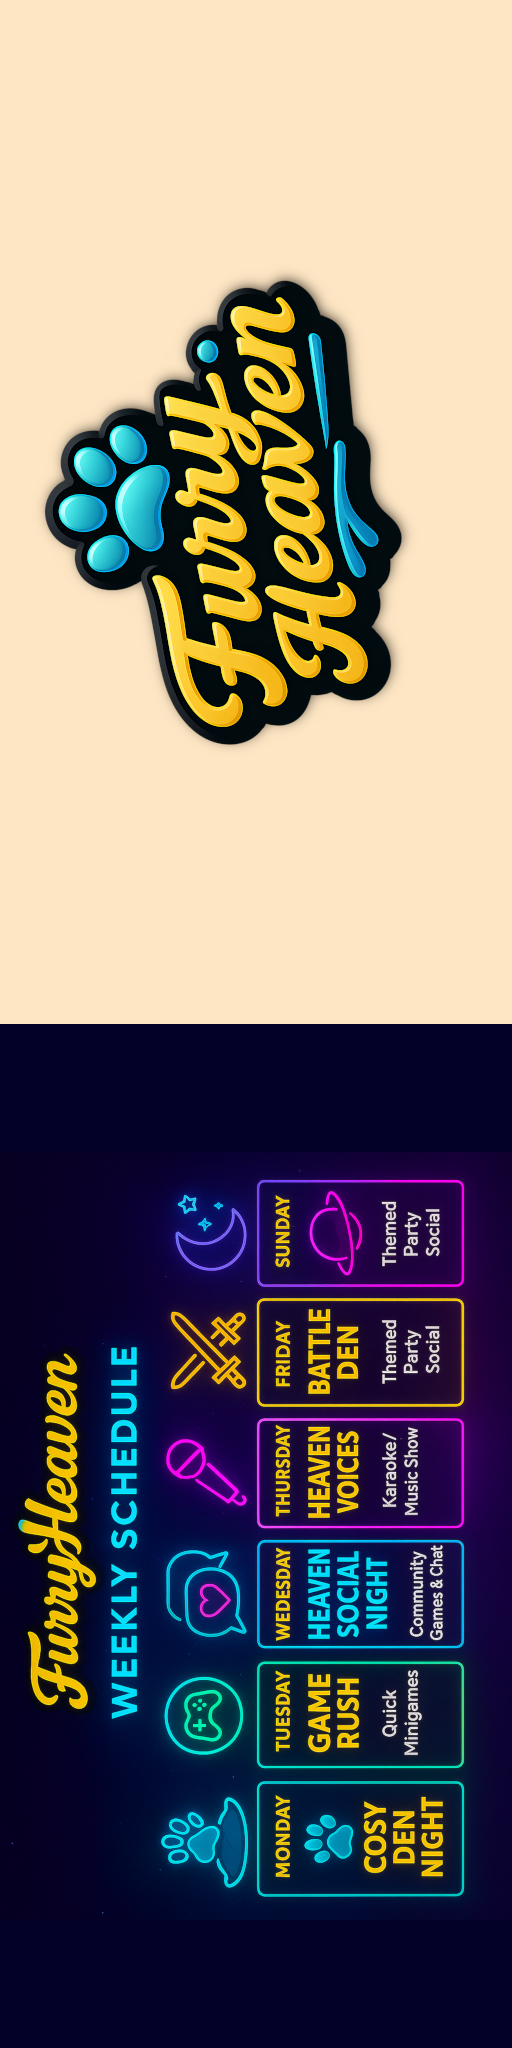 Furry
Heaven
FurryHeaven
WEEKLY SCHEDULE
MONDAY
COSY
DEN
NIGHT
TUESDAY
GAME
RUSH
Quick
Minigames
WEDESDAY
HEAVEN
SOCIAL
NIGHT
Community
Games & Chat
THURSDAY
HEAVEN
VOICES
Karaoke/
Music Show
FRIDAY
BATTLE
DEN
Themed
Party
Social
SUNDAY
Themed
Party
Social